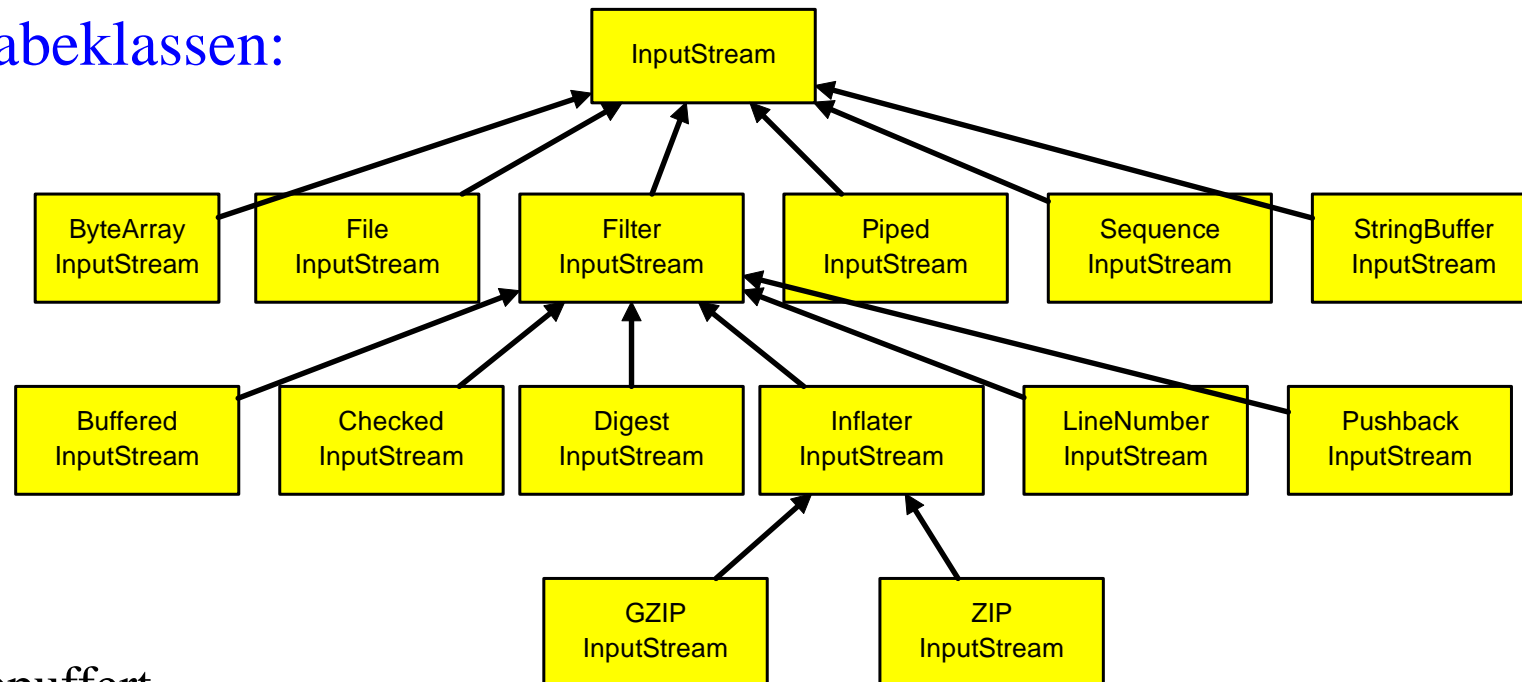 abeklassen:
InputStream
ByteArray
InputStream
File
InputStream
Filter
InputStream
Piped
InputStream
Sequence
InputStream
StringBuffer
InputStream
Buffered
InputStream
Checked
InputStream
Digest
InputStream
Inflater
InputStream
LineNumber
InputStream
Pushback
InputStream
GZIP
InputStream
ZIP
InputStream